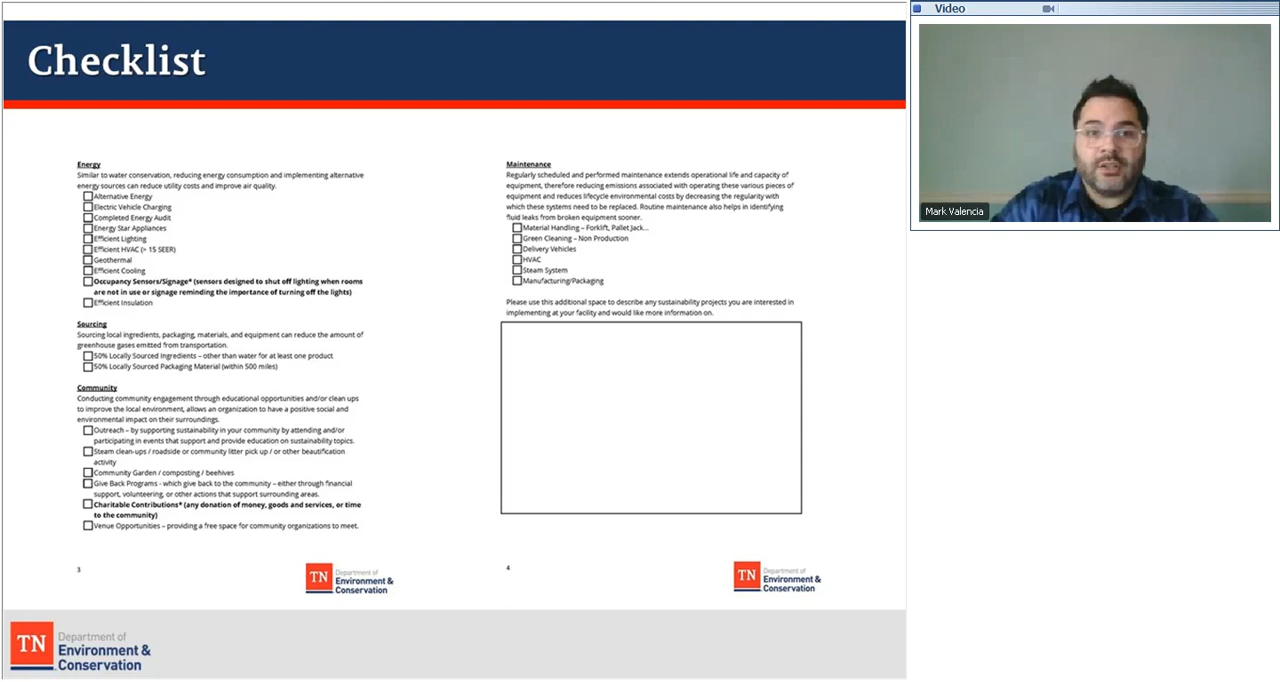 Checklist
Energy
Similar to water conservation, reducing energy consumption and implementing alternative
energy sources can reduce utility costs and improve air quality.
Alternative Energy
Electric Vehicle Charging
Completed Energy Audit
Energy Star Appliances
Efficient Lighting
Efficient HVAC (> 15 SEER)
Geothermal
Efficient Cooling
Occupancy Sensors/Signage* (sensors designed to shut off lighting when rooms
are not in use or signage reminding the importance of turning off the lights)
Efficient Insulation
Sourcing
Sourcing local ingredients, packaging, materials, and equipment can reduce the amount of
greenhouse gases emitted from transportation.
50% Locally Sourced Ingredients – other than water for at least one product
50% Locally Sourced Packaging Material (within 500 miles)
Community
Conducting community engagement through educational opportunities and/or clean ups
to improve the local environment, allows an organization to have a positive social and
environmental impact on their surroundings.
Outreach – by supporting sustainability in your community by attending and/or
participating in events that support and provide education on sustainability topics.
Steam clean-ups / roadside or community litter pick up / or other beautification
activity
Community Garden / composting / beehives
Give Back Programs - which give back to the community – either through financial
support, volunteering, or other actions that support surrounding areas.
Charitable Contributions* (any donation of money, goods and services, or time
to the community)
Venue Opportunities – providing a free space for community organizations to meet.
3
TN
Department of
Environment &
Conservation
Maintenance
Regularly scheduled and performed maintenance extends operational life and capacity of
equipment, therefore reducing emissions associated with operating these various pieces of
equipment and reduces lifecycle environmental costs by decreasing the regularity with
which these systems need to be replaced. Routine maintenance also helps in identifying
fluid leaks from broken equipment sooner.
Material Handling – Forklift, Pallet Jack...
Green Cleaning – Non Production
Delivery Vehicles
HVAC
Steam System
Manufacturing/Packaging
Please use this additional space to describe any sustainability projects you are interested in
implementing at your facility and would like more information on.
4
TN
Department of
Environment &
Conservation
TN
Department of
Environment &
Conservation
Video
Mark Valencia